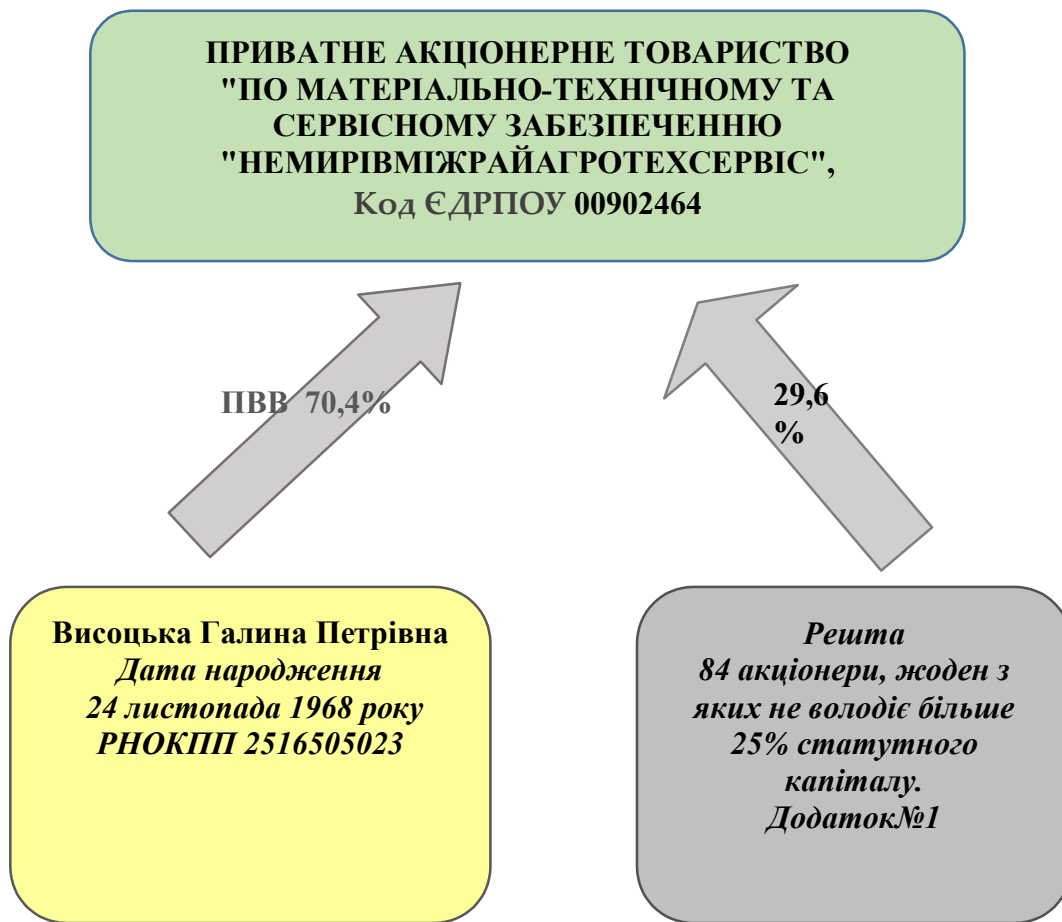 ПРИВАТНЕ АКЦІОНЕРНЕ ТОВАРИСТВО
"ПО МАТЕРІАЛЬНО-ТЕХНІЧНОМУ ТА
СЕРВІСНОМУ ЗАБЕЗПЕЧЕННЮ
"НЕМИРІВМІЖРАЙАГРОТЕХСЕРВІС",
Код ЄДРПОУ 00902464
ПВВ 70,4%
29,6
%
Висоцька Галина Петрівна
Дата народження
24 листопада 1968 року
РНОКПП 2516505023
Решта
84 акціонери, жоден з
яких не володіє більше
25% статутного
капіталу.
Додаток№1